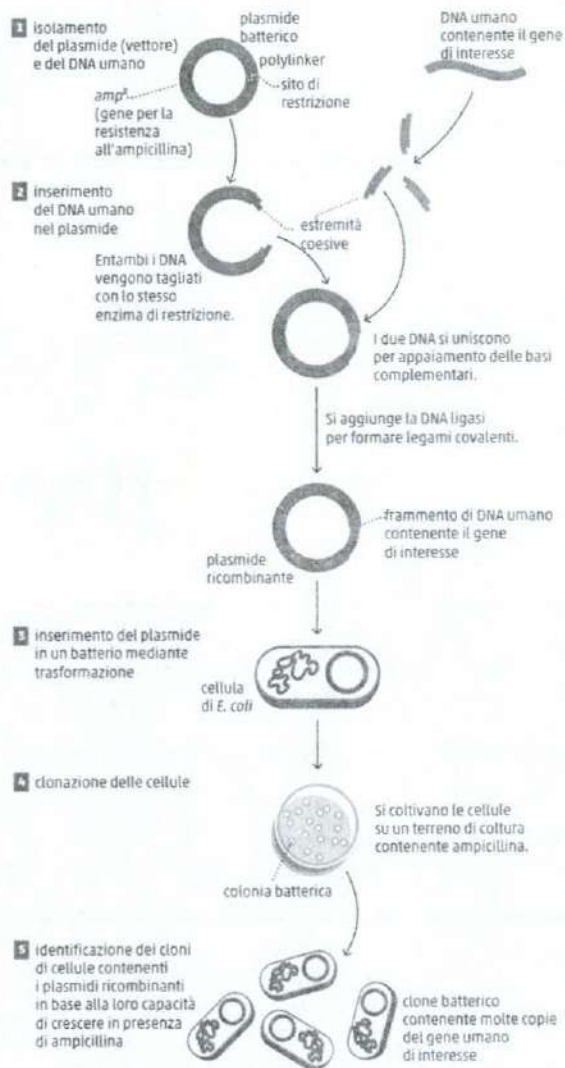 1 isolamento
del plasmide (vettore)
e del DNA umano
plasmide
batterico
polylinker
sito di
restrizione
ampR
(gene per la
resistenza
all'ampicillina)
DNA umano
contenente il gene
di interesse
2 inserimento
del DNA umano
nel plasmide
estremità
coesive
Entambi i DNA
vengono tagliati
con lo stesso
enzima di restrizione.
I due DNA si uniscono
per appaiamento delle basi
complementari.
Si aggiunge la DNA ligasi
per formare legami covalenti.
frammento di DNA umano
contenente il gene
di interesse
plasmide
ricombinante
3 inserimento del plasmide
in un batterio mediante
trasformazione
cellula
di E. coli
4 clonazione delle cellule
Si coltivano le cellule
su un terreno di coltura
contenente ampicillina.
colonia batterica
5 identificazione dei cloni
di cellule contenenti
i plasmidi ricombinanti
in base alla loro capacità
di crescere in presenza
di ampicillina
clone batterico
contenente molte copie
del gene umano
di interesse